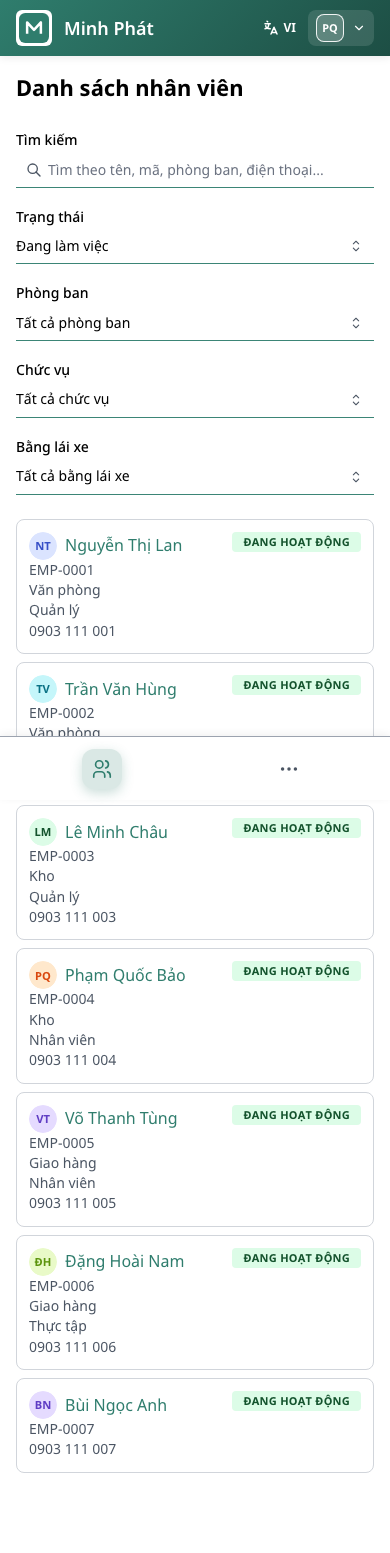 Minh Phát
VI
PQ
Danh sách nhân viên
Tìm kiếm
Tìm theo tên, mã, phòng ban, điện thoại...
Trạng thái
Đang làm việc
Phòng ban
Tất cả phòng ban
Chức vụ
Tất cả chức vụ
Bằng lái xe
Tất cả bằng lái xe
NT Nguyễn Thị Lan ĐANG HOẠT ĐỘNG
EMP-0001
Văn phòng
Quản lý
0903 111 001
TV Trần Văn Hùng ĐANG HOẠT ĐỘNG
EMP-0002
Văn phòng
LM Lê Minh Châu ĐANG HOẠT ĐỘNG
EMP-0003
Kho
Quản lý
0903 111 003
PQ Phạm Quốc Bảo ĐANG HOẠT ĐỘNG
EMP-0004
Kho
Nhân viên
0903 111 004
VT Võ Thanh Tùng ĐANG HOẠT ĐỘNG
EMP-0005
Giao hàng
Nhân viên
0903 111 005
ĐH Đặng Hoài Nam ĐANG HOẠT ĐỘNG
EMP-0006
Giao hàng
Thực tập
0903 111 006
BN Bùi Ngọc Anh ĐANG HOẠT ĐỘNG
EMP-0007
0903 111 007